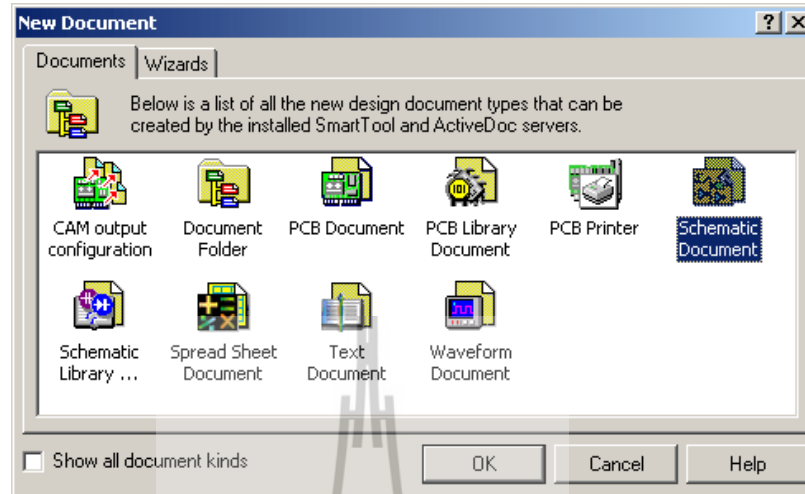 New Document
Documents
Wizards
Below is a list of all the new design document types that can be
created by the installed SmartTool and ActiveDoc servers.
CAM output
configuration
Document
Folder
PCB Document
PCB Library
Document
PCB Printer
Schematic
Document
Schematic
Library ...
Spread Sheet
Document
Text
Document
Waveform
Document
Show all document kinds
OK
Cancel
Help